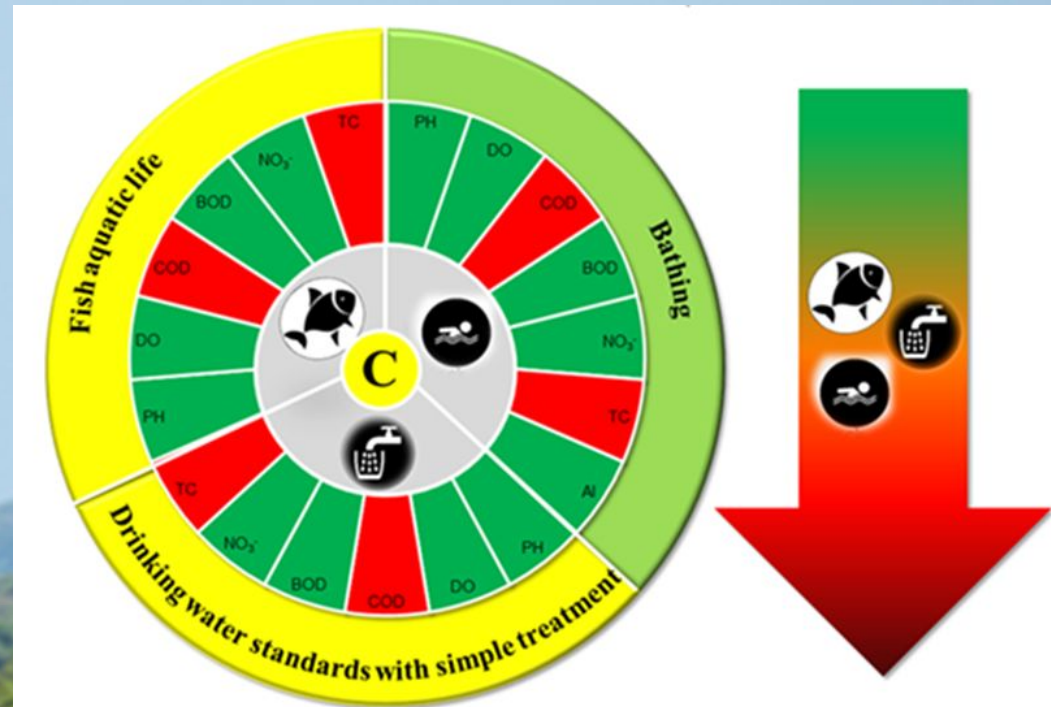 Fish aquatic life
Bathing
Drinking water standards with simple treatment
PH
DO
COD
BOD
NO₃⁻
TC
AI
PH
DO
COD
BOD
NO₃⁻
TC
PH
DO
COD
BOD
NO₃⁻
TC
C